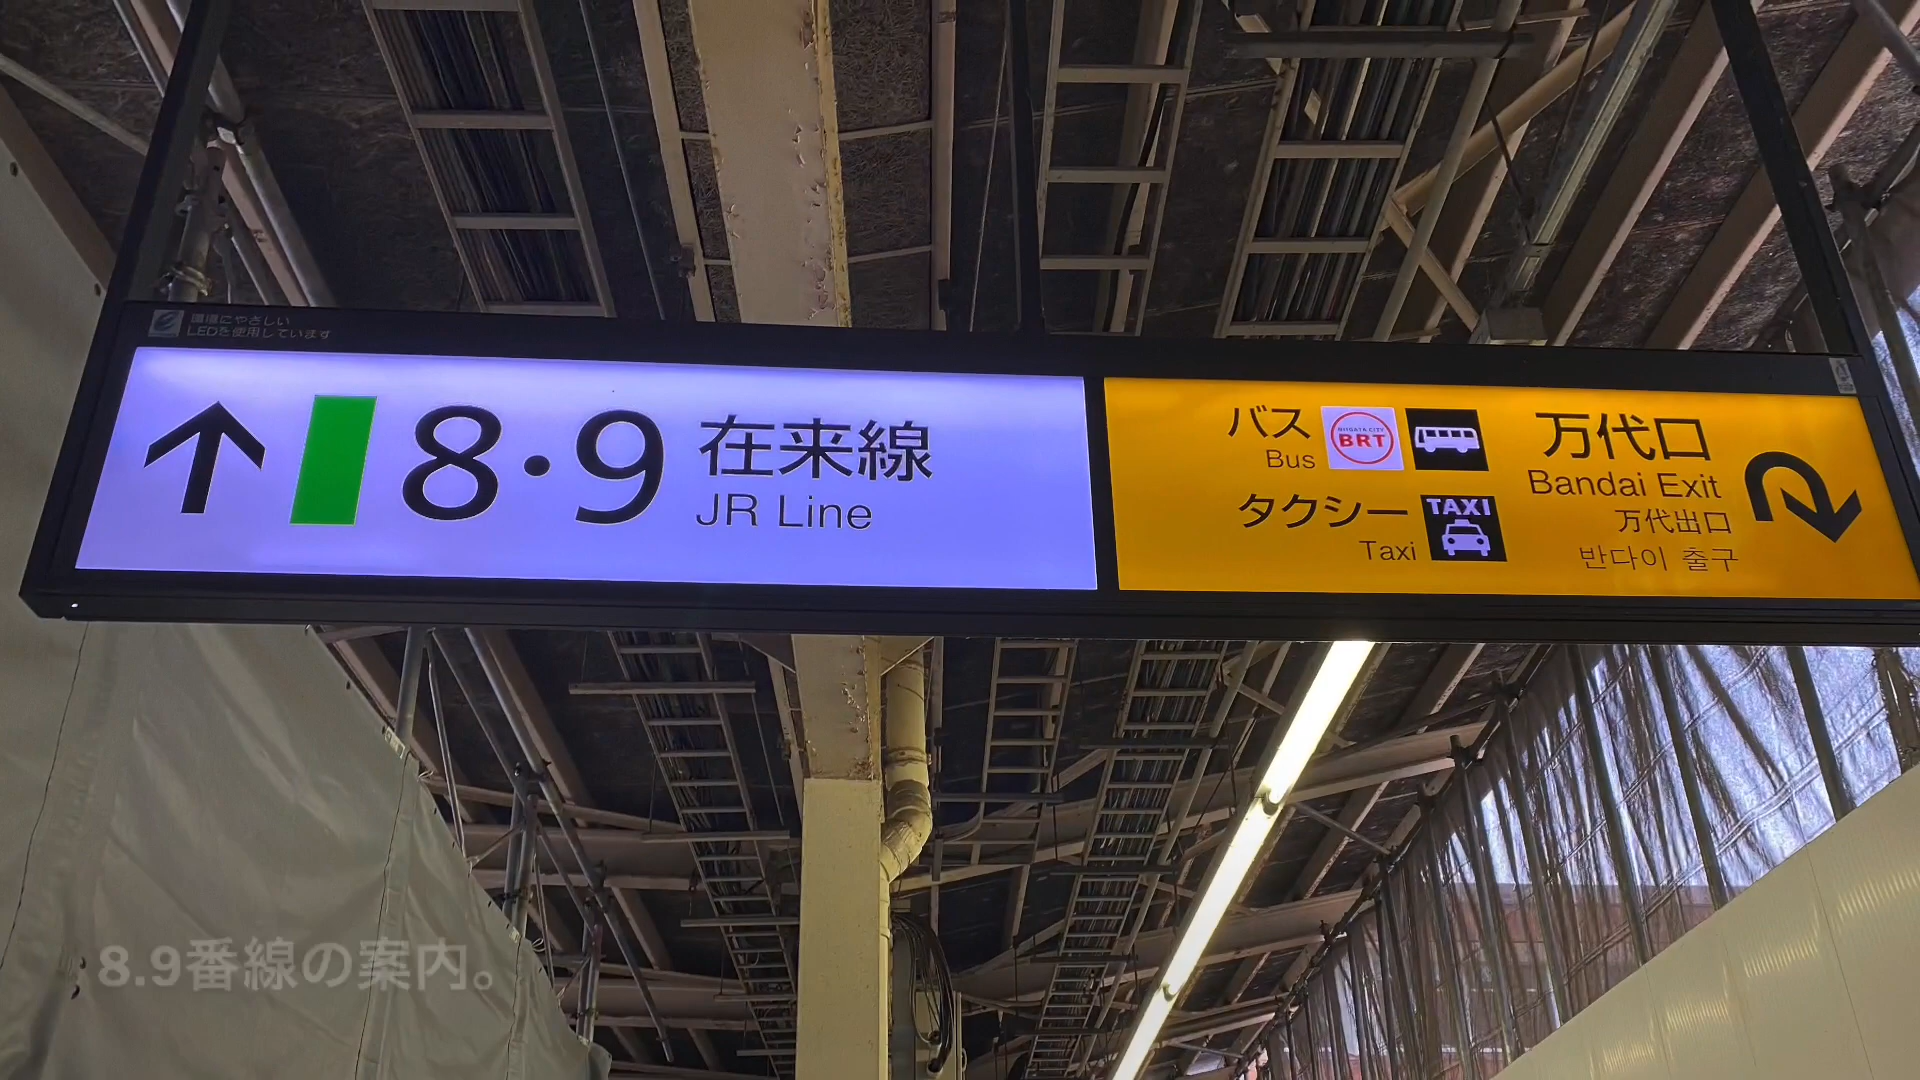 環境にやさしい
LEDを使用しています
8・9 在来線
JR Line
バス
Bus
NIIGATA CITY
BRT
タクシー
TAXI
Taxi
万代口
Bandai Exit
万代出口
반다이 출구
8.9番線の案内。